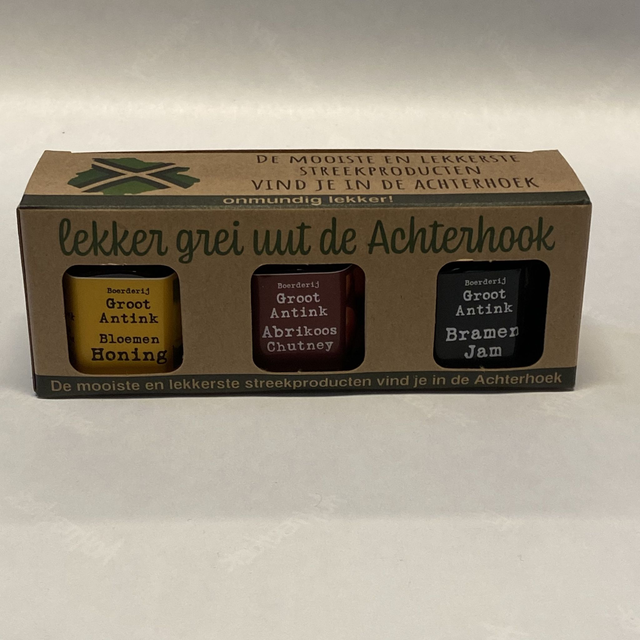 DE MOOISTE EN LEKKERSTE
STREEKPRODUCTEN
VIND JE IN DE ACHTERHOEK
onmundig lekker!
lekker grei uut de Achterhook
Boerderij
Groot
Antink
Bloemen
Honing
Boerderij
Groot
Antink
Abrikoos
Chutney
Boerderij
Groot
Antink
Bramen
Jam
De mooiste en lekkerste streekproducten vind je in de Achterhoek